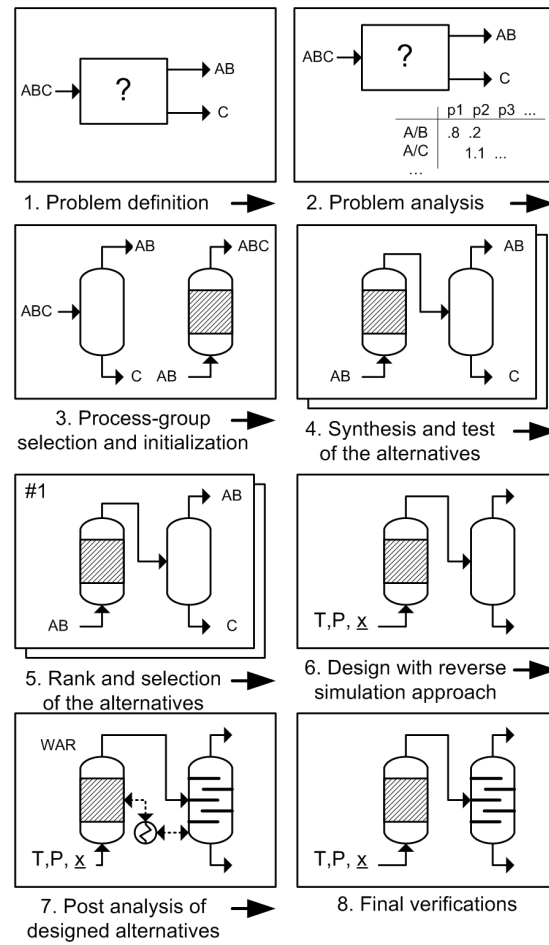 ABC
?
AB
C
1. Problem definition
ABC
?
AB
C
p1 p2 p3 ...
A/B .8 .2
A/C 1.1 ...
...
2. Problem analysis
ABC
AB
C
AB
ABC
3. Process-group
selection and initialization
AB
AB
C
4. Synthesis and test
of the alternatives
#1
AB
AB
C
5. Rank and selection
of the alternatives
T,P, x
6. Design with reverse
simulation approach
WAR
T,P, x
7. Post analysis of
designed alternatives
T,P, x
8. Final verifications